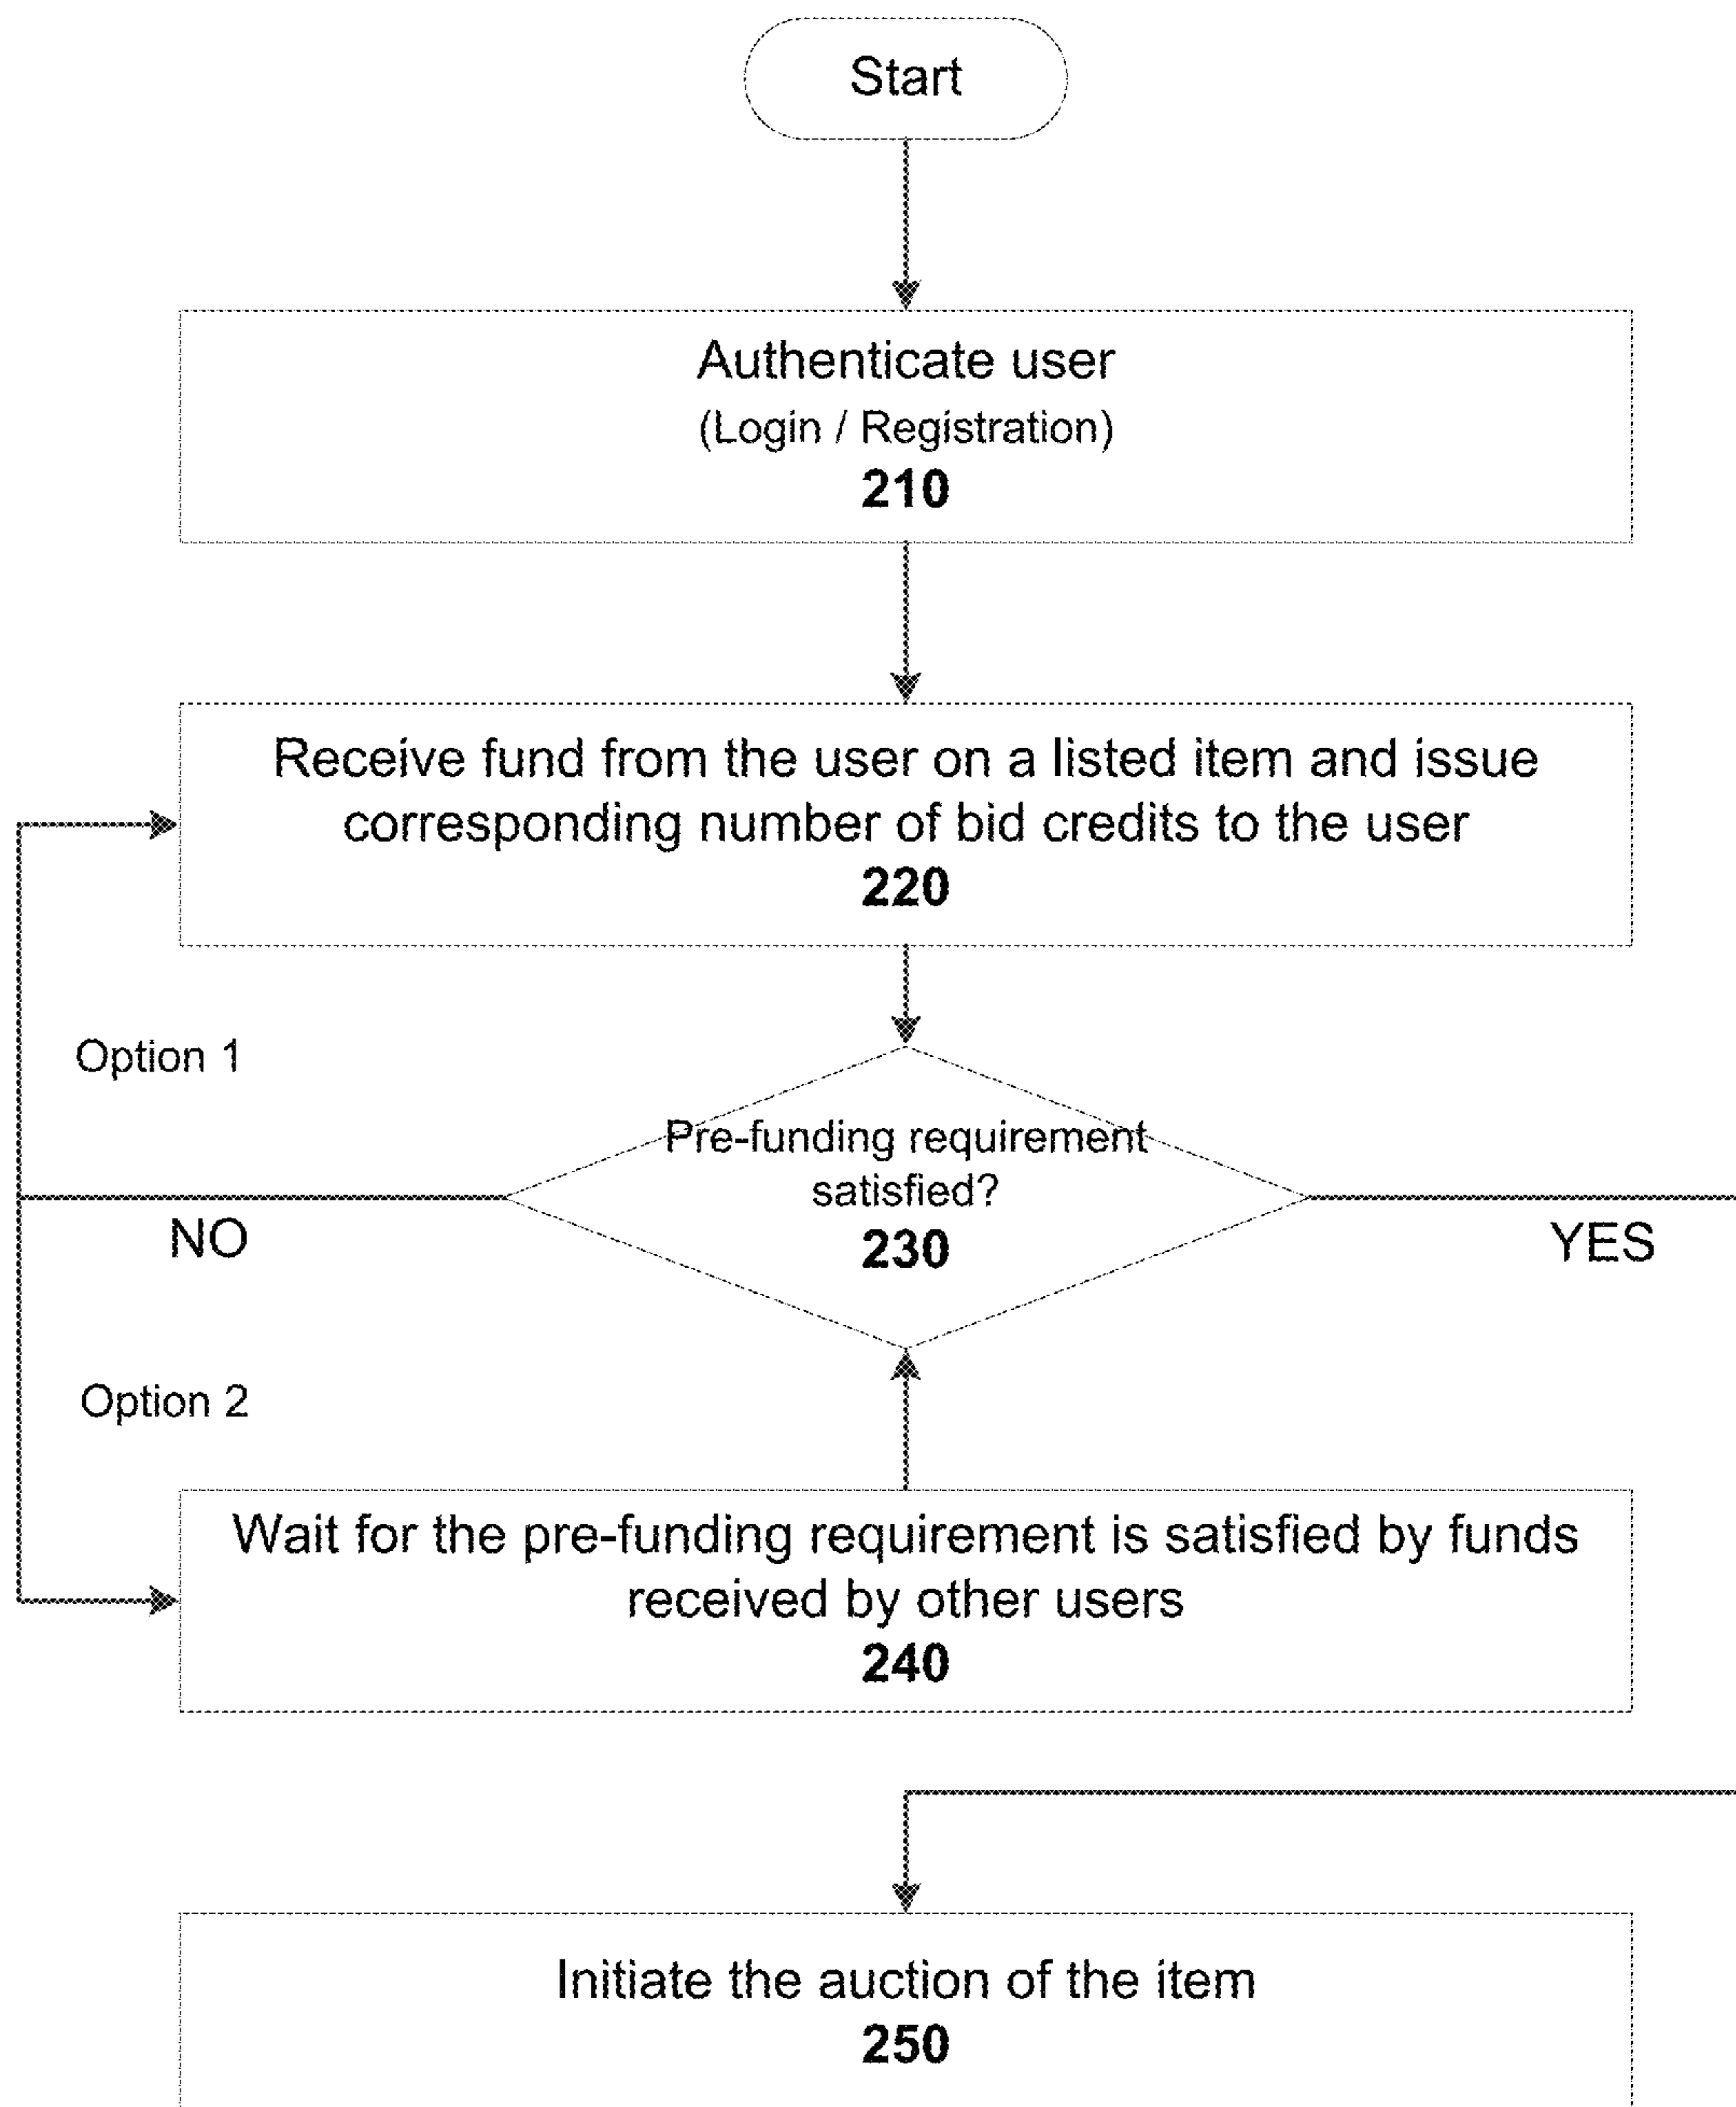 Start
Authenticate user
(Login / Registration)
210
Receive fund from the user on a listed item and issue
corresponding number of bid credits to the user
220
Option 1
Pre-funding requirement
satisfied?
230
NO
YES
Option 2
Wait for the pre-funding requirement is satisfied by funds
received by other users
240
Initiate the auction of the item
250